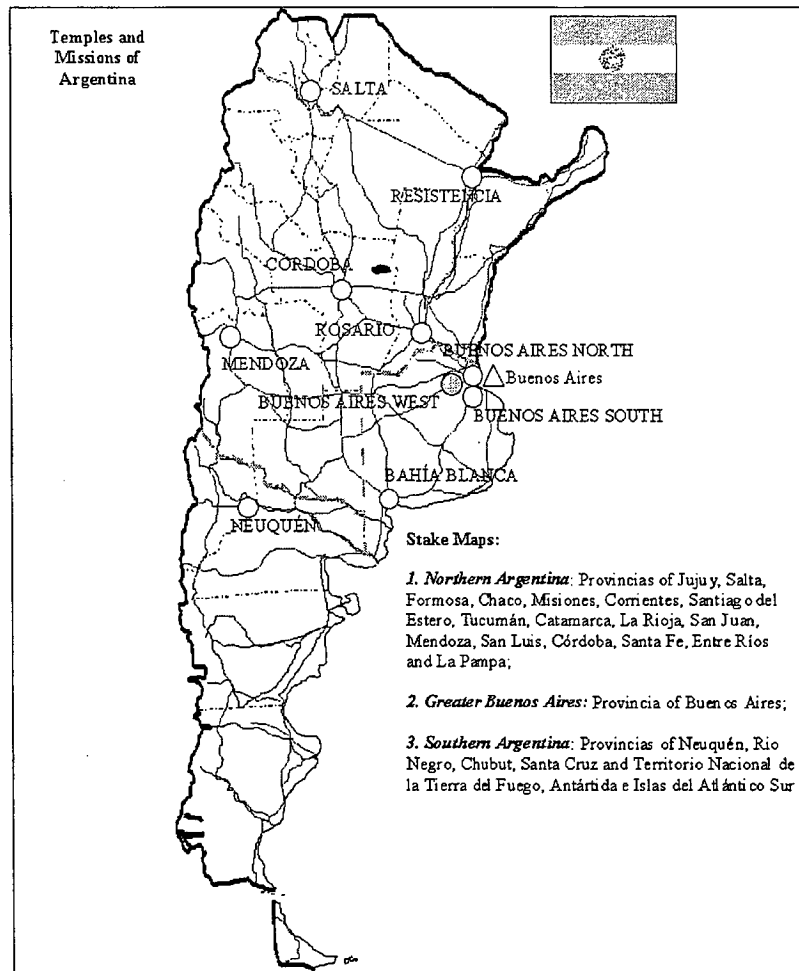 Temples and
Missions of
Argentina
SALTA
RESISTENCIA
CÓRDOBA
ROSARIO
BUENOS AIRES NORTH
MENDOZA
Buenos Aires
BUENOS AIRES WEST
BUENOS AIRES SOUTH
BAHÍA BLANCA
NEUQUÉN
Stake Maps:
1. Northern Argentina: Provincias of Jujuy, Salta,
Formosa, Chaco, Misiones, Corrientes, Santiago del
Estero, Tucumán, Catamarca, La Rioja, San Juan,
Mendoza, San Luis, Córdoba, Santa Fe, Entre Ríos
and La Pampa;
2. Greater Buenos Aires: Provincia of Buenos Aires;
3. Southern Argentina: Provincias of Neuquén, Rio
Negro, Chubut, Santa Cruz and Territorio Nacional de
la Tierra del Fuego, Antártida e Islas del Atlántico Sur